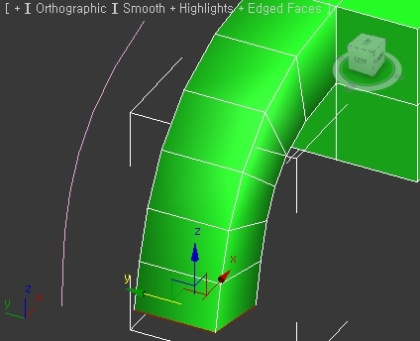 [ + ] Orthographic ] Smooth + Highlights + Edged Faces ]
z
x
y
z
x
y